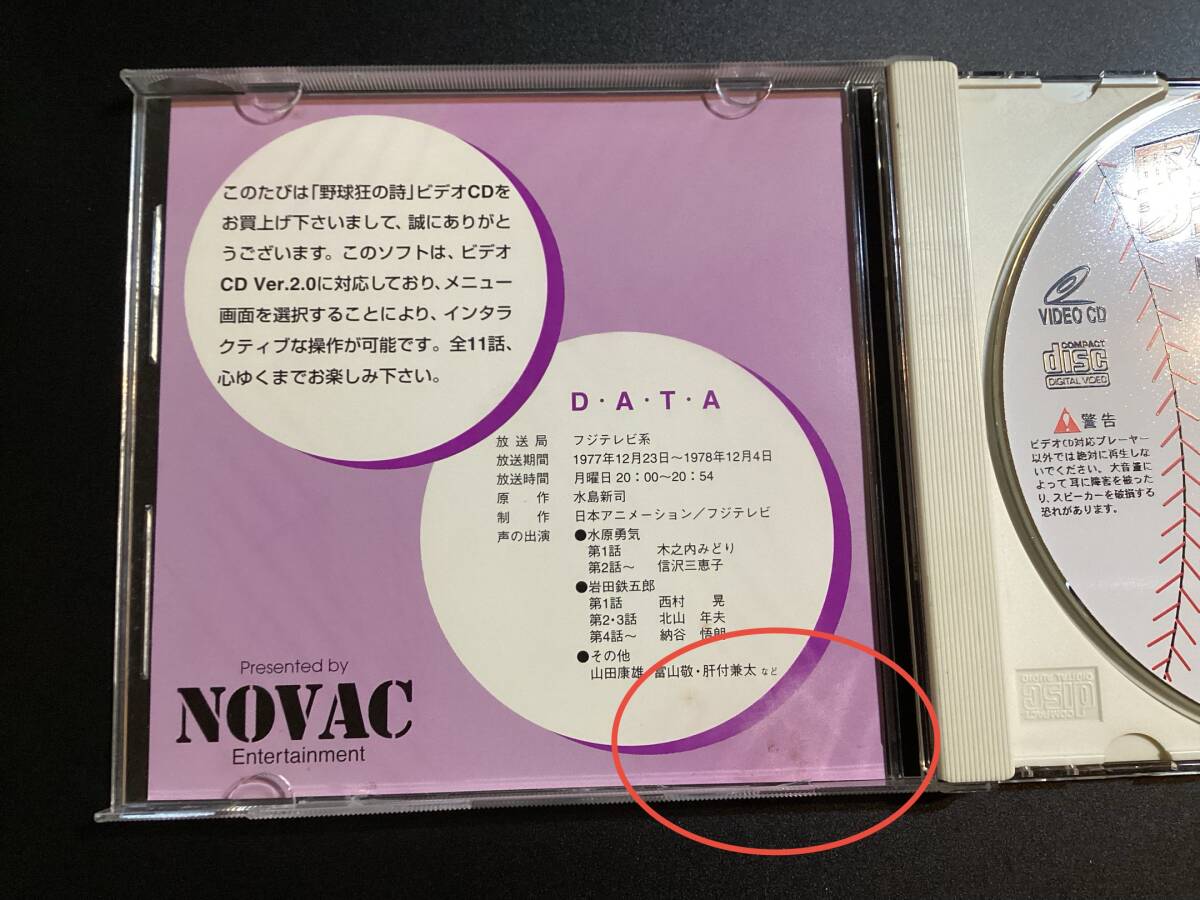 このたびは「野球狂の詩」ビデオCDを
お買上げ下さいまして、誠にありがと
うございます。このソフトは、ビデオ
CD Ver.2.0に対応しており、メニュー
画面を選択することにより、インタラ
クティブな操作が可能です。全11話、
心ゆくまでお楽しみ下さい。
D・A・T・A
放送局 フジテレビ系
放送期間 1977年12月23日〜1978年12月4日
放送時間 月曜日 20:00〜20:54
原作 水島新司
制作 日本アニメーション/フジテレビ
声の出演 ●水原勇気
第1話 木之内みどり
第2話〜 信沢三恵子
●岩田鉄五郎
第1話 西村 晃
第2・3話 北山 年夫
第4話〜 納谷 悟朗
●その他
山田康雄・富山敬・肝付兼太 など
Presented by
NOVAC
Entertainment
VIDEO CD
COMPACT
disc
DIGITAL VIDEO
警告
ビデオCD対応プレーヤー
以外では絶対に再生しな
いでください。大音量に
よって耳に障害を被った
り、スピーカーを破損する
恐れがあります。